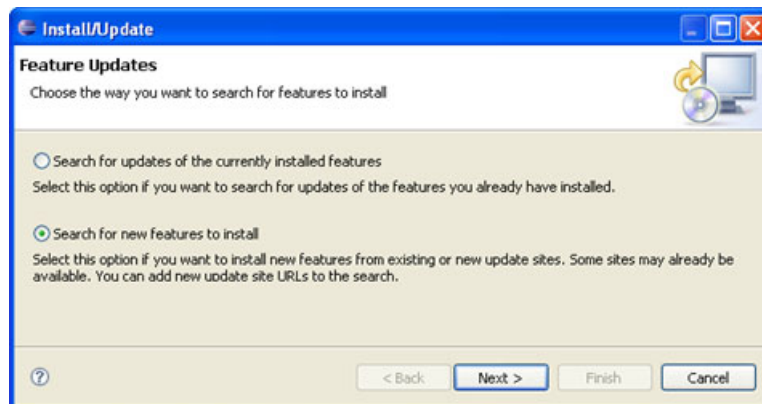 Install/Update
Feature Updates
Choose the way you want to search for features to install
Search for updates of the currently installed features
Select this option if you want to search for updates of the features you already have installed.
Search for new features to install
Select this option if you want to install new features from existing or new update sites. Some sites may already be
available. You can add new update site URLs to the search.
? < Back Next > Finish Cancel